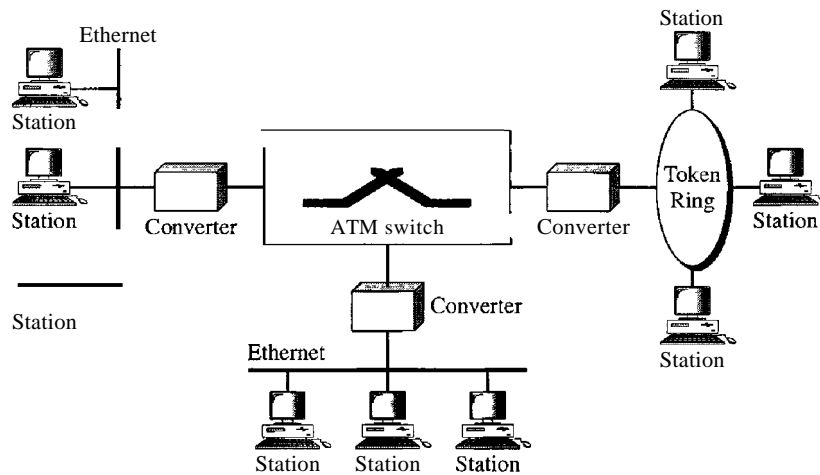 Station
Ethernet
Station
Station
Converter
ATM switch
Converter
Token
Ring
Station
Station
Converter
Station
Ethernet
Station
Station
Station